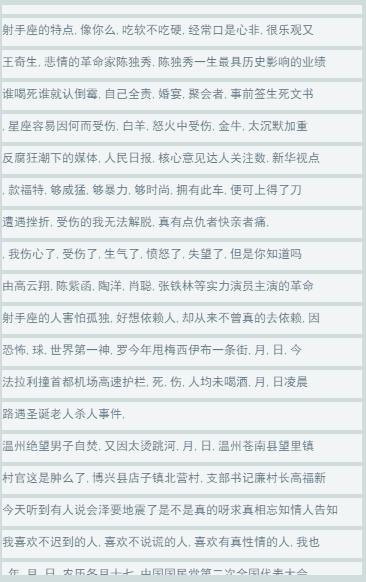 射手座的特点, 像你么, 吃软不吃硬, 经常口是心非, 很乐观又
王奇生, 悲情的革命家陈独秀, 陈独秀一生最具历史影响的业绩
谁喝死谁就认倒霉, 自己全责, 婚宴, 聚会者, 事前签生死文书
, 星座容易因何而受伤, 白羊, 怒火中受伤, 金牛, 太沉默加重
反腐狂潮下的媒体, 人民日报, 核心意见达人关注数, 新华视点
, 款福特, 够威猛, 够暴力, 够时尚, 拥有此车, 便可上得了刀
遭遇挫折, 受伤的我无法解脱, 真有点仇者快亲者痛,
, 我伤心了, 受伤了, 生气了, 愤怒了, 失望了, 但是你知道吗
由高云翔, 陈紫函, 陶洋, 肖聪, 张铁林等实力演员主演的革命
射手座的人害怕孤独, 好想依赖人, 却从来不曾真的去依赖, 因
恐怖, 球, 世界第一神, 罗今年甩梅西伊布一条街, 月, 日, 今
法拉利撞首都机场高速护栏, 死, 伤, 人均未喝酒, 月, 日凌晨
路遇圣诞老人杀人事件,
温州绝望男子自焚, 又因太烫跳河, 月, 日, 温州苍南县望里镇
村官这是肿么了, 博兴县店子镇北营村, 支部书记廉村长高福新
今天听到有人说会泽要地震了是不是真的呀求真相忘知情人告知
我喜欢不迟到的人, 喜欢不说谎的人, 喜欢有真性情的人, 我也
, 年, 月, 日, 农历冬月十七, 中国国民党第二次全国代表大会